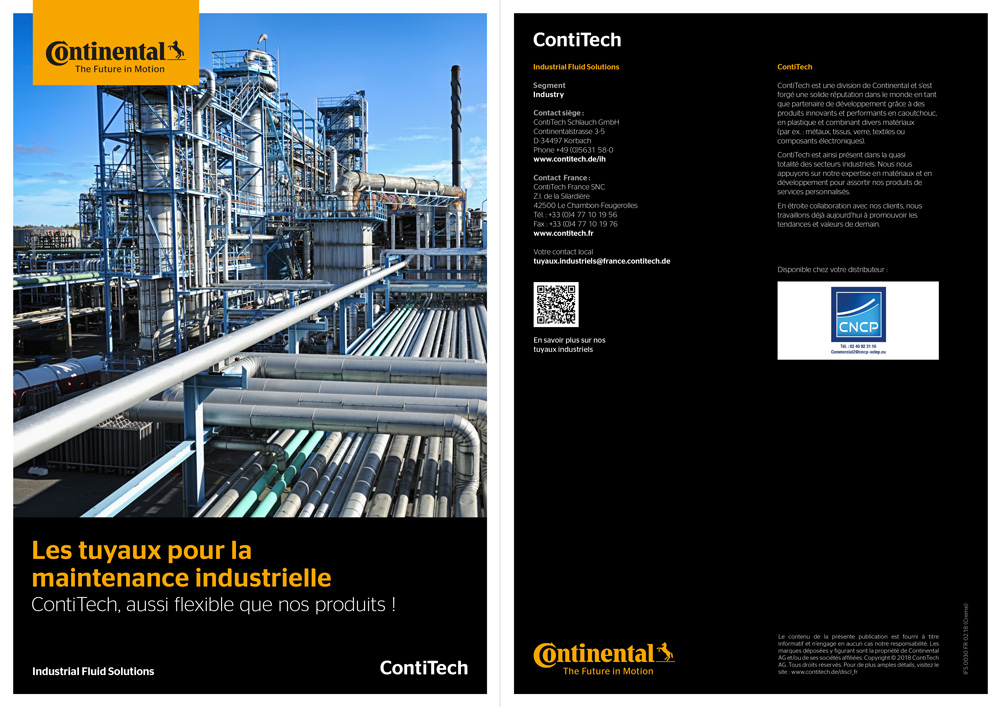 Continental
The Future in Motion
Les tuyaux pour la
maintenance industrielle
ContiTech, aussi flexible que nos produits !
Industrial Fluid Solutions
ContiTech
ContiTech
Industrial Fluid Solutions
Segment
Industry
Contact siège :
ContiTech Schlauch GmbH
Continentalstrasse 3-5
D-34497 Korbach
Phone +49 (0)5631 58-0
www.contitech.de/ih
Contact France :
ContiTech France SNC
Z.I. de la Silardière
42500 Le Chambon-Feugerolles
Tél. : +33 (0)4 77 10 19 56
Fax : +33 (0)4 77 10 19 76
www.contitech.fr
Votre contact local
tuyaux.industriels@france.contitech.de
En savoir plus sur nos
tuyaux industriels
ContiTech
ContiTech est une division de Continental et s'est
forgé une solide réputation dans le monde en tant
que partenaire de développement grâce à des
produits innovants et performants en caoutchouc,
en plastique et combinant divers matériaux
(par ex. : métaux, tissus, verre, textiles ou
composants électroniques).
ContiTech est ainsi présent dans la quasi
totalité des secteurs industriels. Nous nous
appuyons sur notre expertise en matériaux et en
développement pour assortir nos produits de
services personnalisés.
En étroite collaboration avec nos clients, nous
travaillons déjà aujourd'hui à promouvoir les
tendances et valeurs de demain.
Disponible chez votre distributeur :
CNCP
Tél. : 02 40 92 31 16
Commercial2@cncp-solep.eu
Continental
The Future in Motion
Le contenu de la présente publication est fourni à titre
informatif et n'engage en aucun cas notre responsabilité. Les
marques déposées y figurant sont la propriété de Continental
AG et/ou de ses sociétés affiliées. Copyright © 2018 ContiTech
AG. Tous droits réservés. Pour de plus amples détails, visitez le
site : www.contitech.de/discl_fr
IFS 0030 FR 02 18 (Crème)